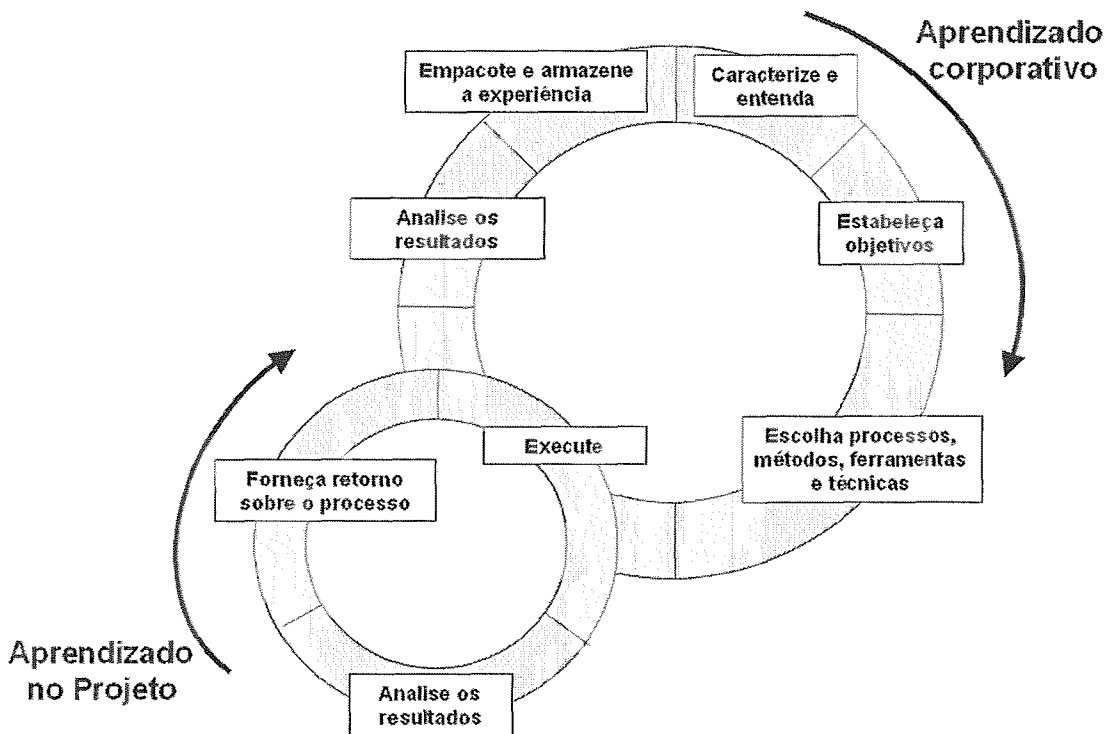 Aprendizado
corporativo
Empacote e armazene
a experiência
Caracterize e
entenda
Analise os
resultados
Estabeleça
objetivos
Execute
Escolha processos,
métodos, ferramentas
e técnicas
Forneça retorno
sobre o processo
Aprendizado
no Projeto
Analise os
resultados